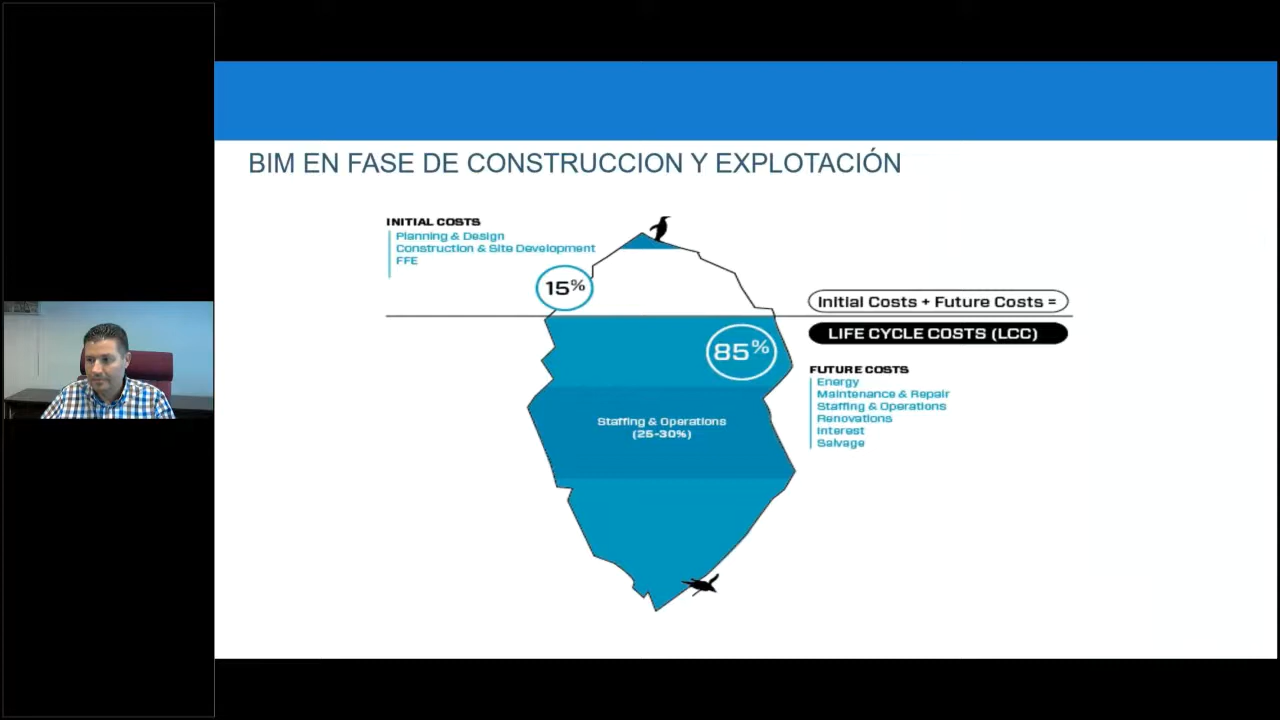 BIM EN FASE DE CONSTRUCCION Y EXPLOTACIÓN
INITIAL COSTS
Planning & Design
Construction & Site Development
FFE
15%
Initial Costs + Future Costs =
LIFE CYCLE COSTS (LCC)
85%
FUTURE COSTS
Energy
Maintenance & Repair
Staffing & Operations
Renovations
Interest
Salvage
Staffing & Operations
(25-30%)